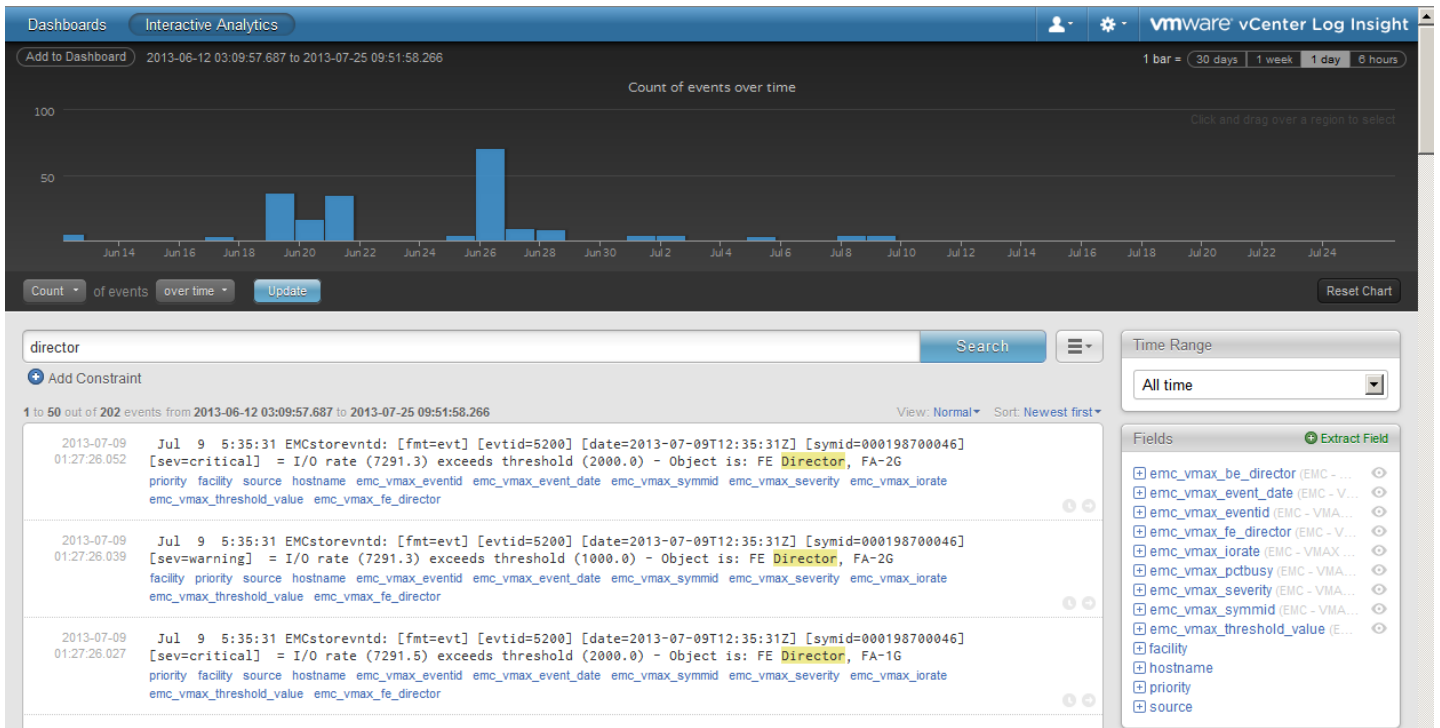 Dashboards Interactive Analytics vmware vCenter Log Insight
Add to Dashboard 2013-06-12 03:09:57.687 to 2013-07-25 09:51:58.266 1 bar = 30 days 1 week 1 day 6 hours
Count of events over time
100
Click and drag over a region to select
50
Jun 14 Jun 16 Jun 18 Jun 20 Jun 22 Jun 24 Jun 26 Jun 28 Jun 30 Jul 2 Jul 4 Jul 6 Jul 8 Jul 10 Jul 12 Jul 14 Jul 16 Jul 18 Jul 20 Jul 22 Jul 24
Count of events over time Update Reset Chart
director Search
Add Constraint
1 to 50 out of 202 events from 2013-06-12 03:09:57.687 to 2013-07-25 09:51:58.266 View: Normal Sort: Newest first
2013-07-09 Jul 9 5:35:31 EMCstorevntd: [fmt=evt] [evtid=5200] [date=2013-07-09T12:35:31Z] [symid=000198700046]
01:27:26.052 [sev=critical] = I/O rate (7291.3) exceeds threshold (2000.0) - Object is: FE Director, FA-2G
priority facility source hostname emc_vmax_eventid emc_vmax_event_date emc_vmax_symmid emc_vmax_severity emc_vmax_iorate
emc_vmax_threshold_value emc_vmax_fe_director
2013-07-09 Jul 9 5:35:31 EMCstorevntd: [fmt=evt] [evtid=5200] [date=2013-07-09T12:35:31Z] [symid=000198700046]
01:27:26.039 [sev=warning] = I/O rate (7291.3) exceeds threshold (1000.0) - Object is: FE Director, FA-2G
facility priority source hostname emc_vmax_eventid emc_vmax_event_date emc_vmax_symmid emc_vmax_severity emc_vmax_iorate
emc_vmax_threshold_value emc_vmax_fe_director
2013-07-09 Jul 9 5:35:31 EMCstorevntd: [fmt=evt] [evtid=5200] [date=2013-07-09T12:35:31Z] [symid=000198700046]
01:27:26.027 [sev=critical] = I/O rate (7291.5) exceeds threshold (2000.0) - Object is: FE Director, FA-1G
priority facility source hostname emc_vmax_eventid emc_vmax_event_date emc_vmax_symmid emc_vmax_severity emc_vmax_iorate
emc_vmax_threshold_value emc_vmax_fe_director
Time Range
All time
Fields Extract Field
emc_vmax_be_director (EMC - ...
emc_vmax_event_date (EMC - V...
emc_vmax_eventid (EMC - VMA...
emc_vmax_fe_director (EMC - V...
emc_vmax_iorate (EMC - VMAX ...
emc_vmax_pctbusy (EMC - VMA...
emc_vmax_severity (EMC - VMA...
emc_vmax_symmid (EMC - VMA...
emc_vmax_threshold_value (E...
facility
hostname
priority
source